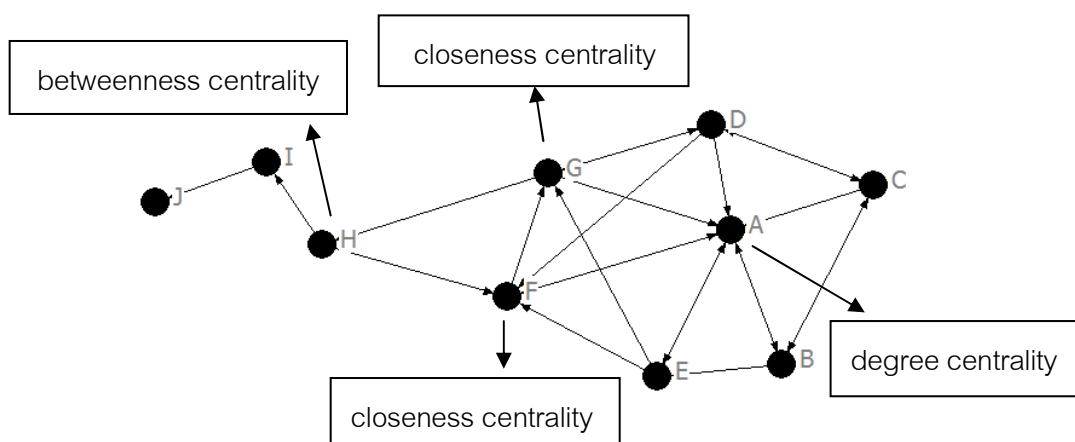 closeness centrality
betweenness centrality
D
I
G
C
J
A
H
F
B
E
degree centrality
closeness centrality